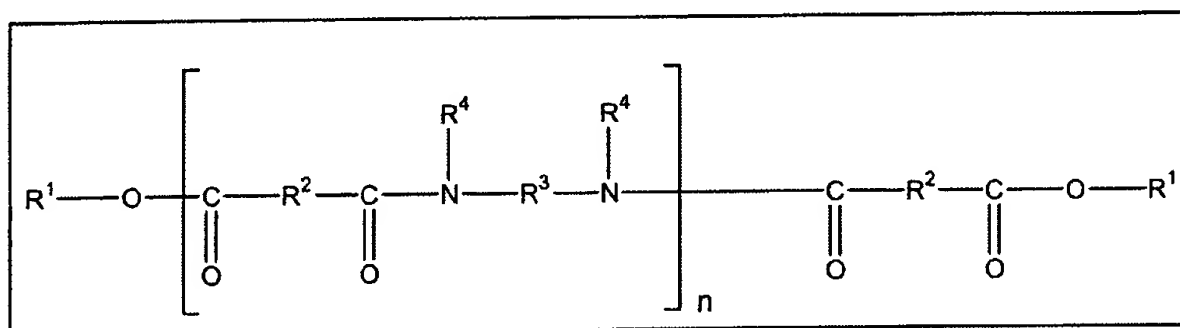 R⁴ R⁴
R¹—O—C—R²—C—N—R³—N—C—R²—C—O—R¹
O O O O
n